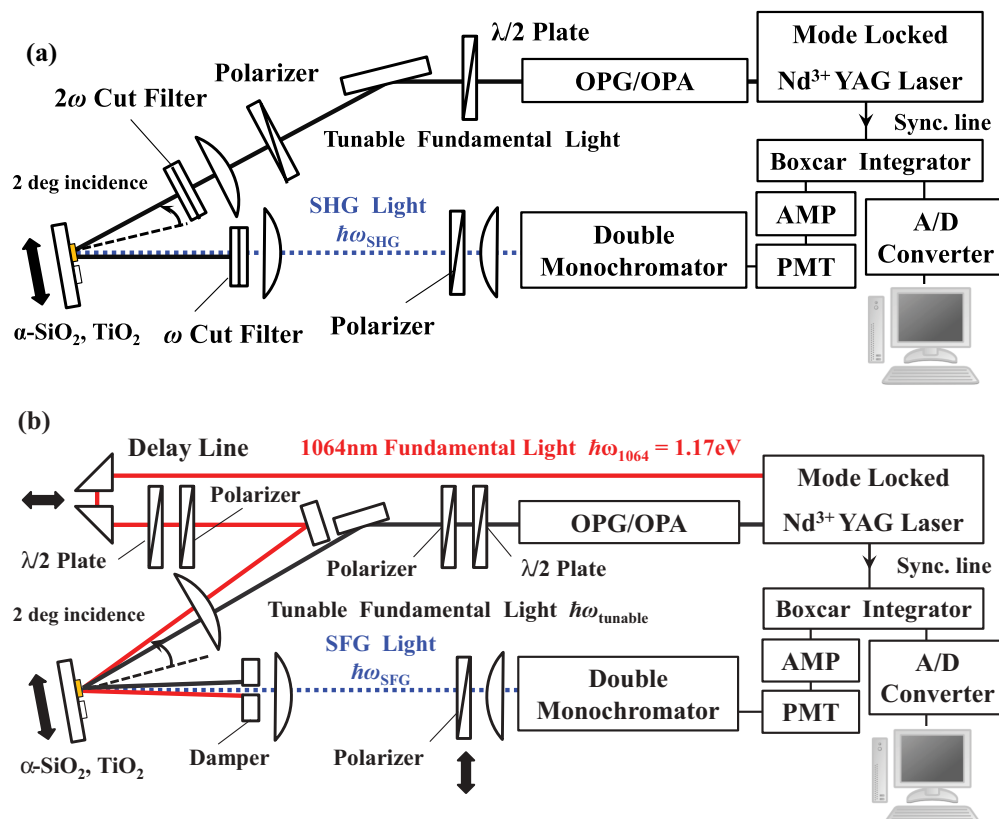 (a)
λ/2 Plate
Mode Locked
Nd³⁺ YAG Laser
OPG/OPA
Polarizer
2ω Cut Filter
Tunable Fundamental Light
Sync. line
Boxcar Integrator
2 deg incidence
SHG Light
ħω_SHG
AMP
A/D
Converter
Double
Monochromator
PMT
α-SiO₂, TiO₂
ω Cut Filter
Polarizer
(b)
Delay Line
1064nm Fundamental Light ħω₁₀₆₄ = 1.17eV
Mode Locked
Nd³⁺ YAG Laser
Polarizer
OPG/OPA
λ/2 Plate
Polarizer
λ/2 Plate
Sync. line
2 deg incidence
Tunable Fundamental Light ħω_tunable
Boxcar Integrator
SFG Light
ħω_SFG
AMP
A/D
Converter
Double
Monochromator
PMT
Damper
Polarizer
α-SiO₂, TiO₂